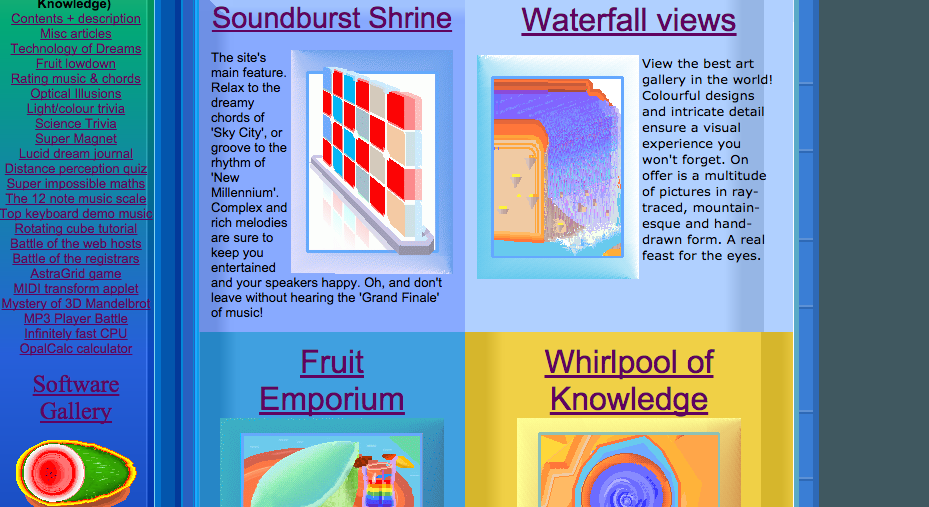 Knowledge)
Contents + description
Misc articles
Technology of Dreams
Fruit lowdown
Rating music & chords
Optical Illusions
Light/colour trivia
Science Trivia
Super Magnet
Lucid dream journal
Distance perception quiz
Super impossible maths
The 12 note music scale
Top keyboard demo music
Rotating cube tutorial
Battle of the web hosts
Battle of the registrars
AstraGrid game
MIDI transform applet
Mystery of 3D Mandelbrot
MP3 Player Battle
Infinitely fast CPU
OpalCalc calculator
Software
Gallery
Soundburst Shrine
The site's
main feature.
Relax to the
dreamy
chords of
'Sky City', or
groove to the
rhythm of
'New
Millennium'.
Complex and
rich melodies
are sure to
keep you
entertained
and your speakers happy. Oh, and don't
leave without hearing the 'Grand Finale'
of music!
Waterfall views
View the best art
gallery in the world!
Colourful designs
and intricate detail
ensure a visual
experience you
won't forget. On
offer is a multitude
of pictures in ray-
traced, mountain-
esque and hand-
drawn form. A real
feast for the eyes.
Fruit
Emporium
Whirlpool of
Knowledge